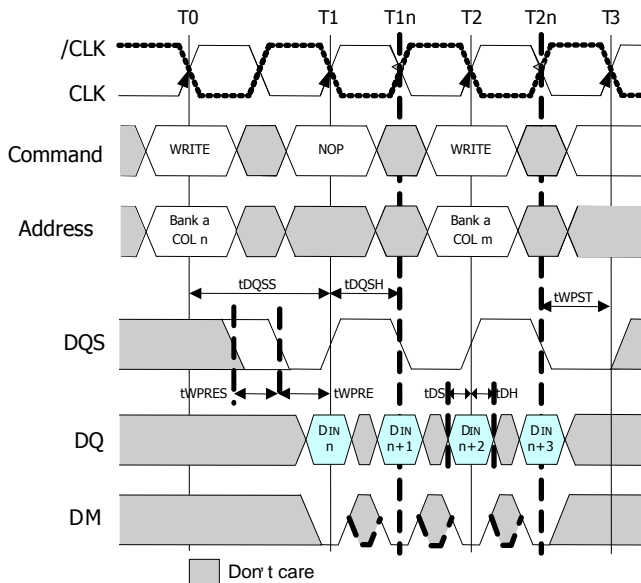 T0 T1 T1n T2 T2n T3
/CLK
CLK
Command WRITE NOP WRITE
Address Bank a COL n Bank a COL m
tDQSS tDQSH tWPST
DQS
tWPRES tWPRE tDS tDH
DQ DIN n DIN n+1 DIN n+2 DIN n+3
DM
Don't care